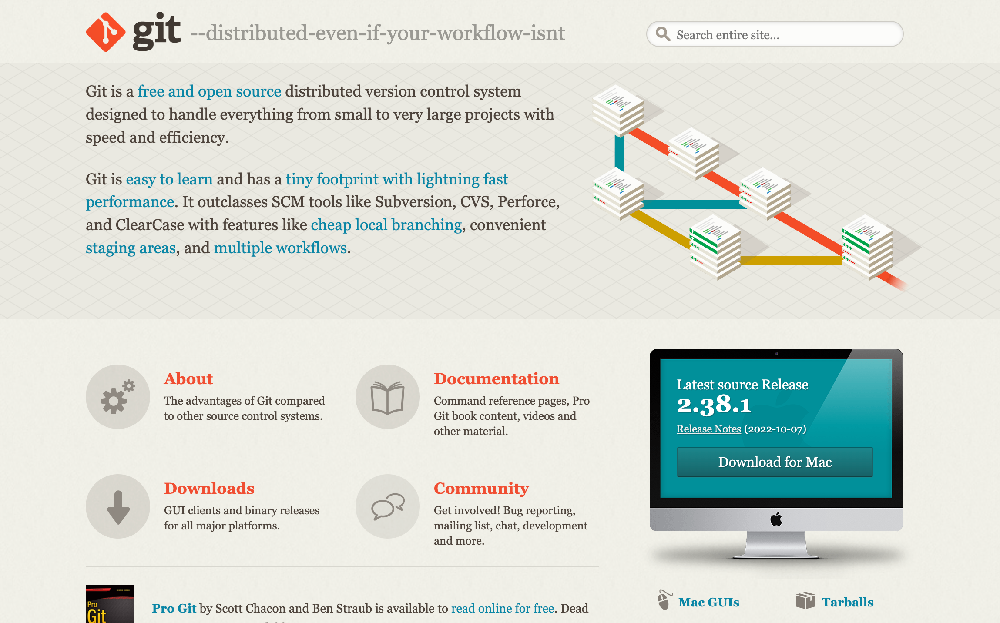 git --distributed-even-if-your-workflow-isnt
Search entire site...
Git is a free and open source distributed version control system
designed to handle everything from small to very large projects with
speed and efficiency.
Git is easy to learn and has a tiny footprint with lightning fast
performance. It outclasses SCM tools like Subversion, CVS, Perforce,
and ClearCase with features like cheap local branching, convenient
staging areas, and multiple workflows.
About
The advantages of Git compared
to other source control systems.
Documentation
Command reference pages, Pro
Git book content, videos and
other material.
Downloads
GUI clients and binary releases
for all major platforms.
Community
Get involved! Bug reporting,
mailing list, chat, development
and more.
Latest source Release
2.38.1
Release Notes (2022-10-07)
Download for Mac
Mac GUIs
Tarballs
SECOND EDITION
Pro
Git
Pro Git by Scott Chacon and Ben Straub is available to read online for free. Dead